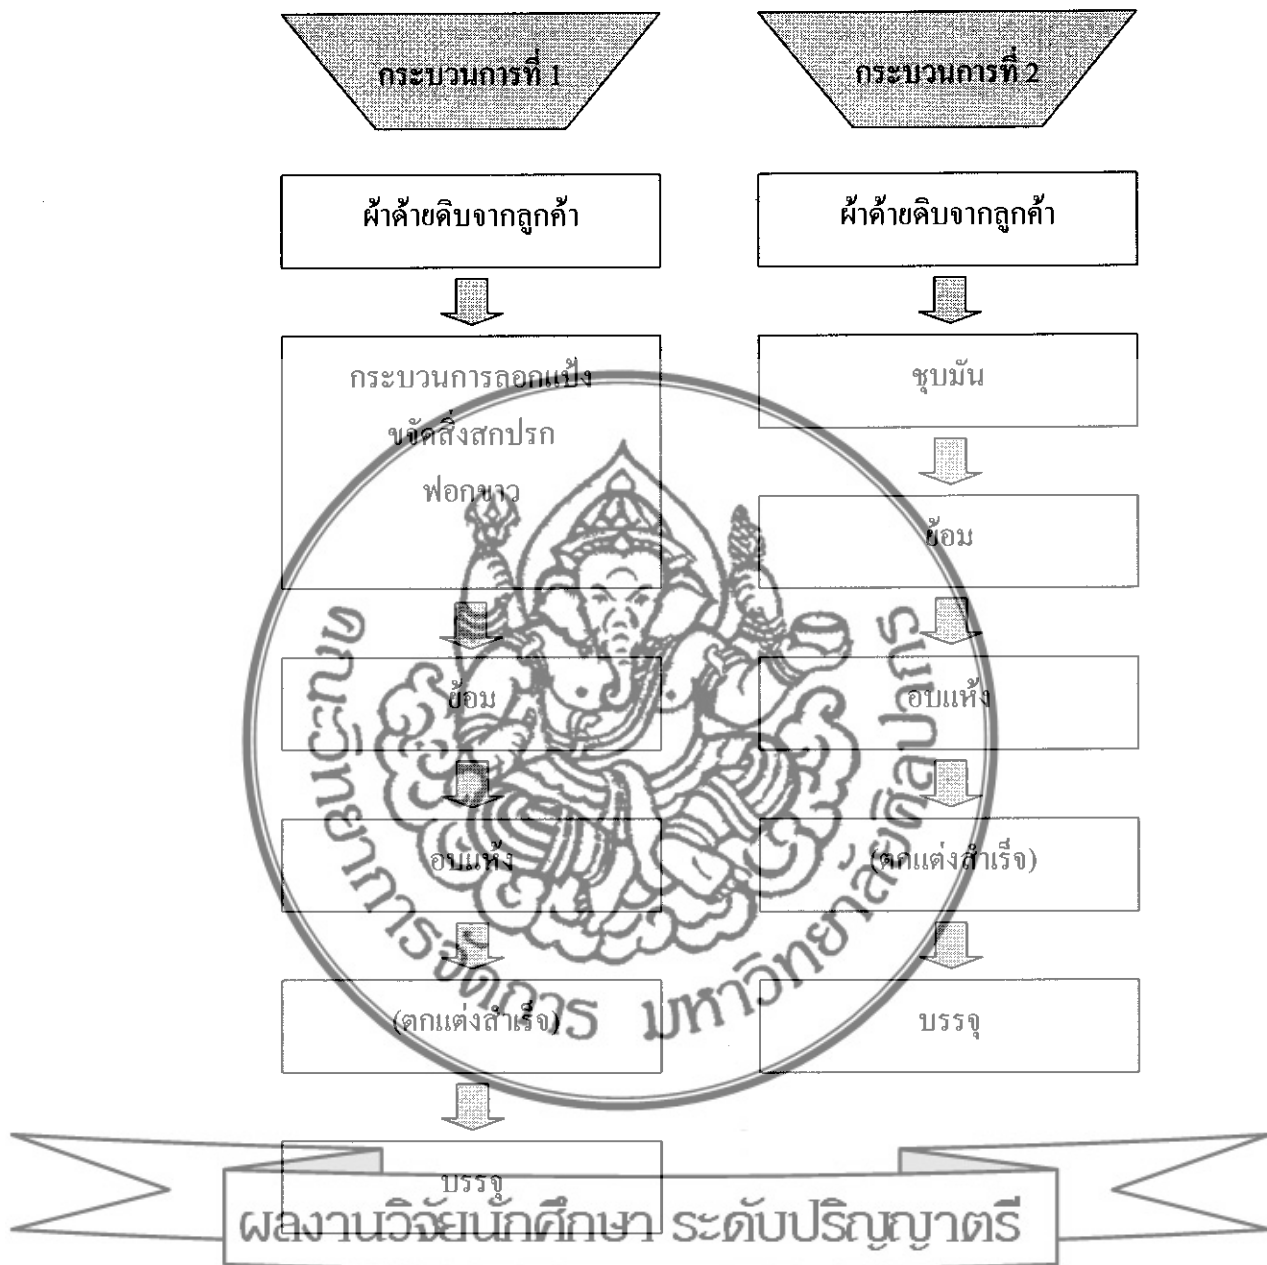 กระบวนการที่ 1
ผ้าด้ายดิบจากลูกค้า
กระบวนการลอกแป้ง
ขจัดสิ่งสกปรก
ฟอกขาว
ย้อม
อบแห้ง
(ตกแต่งสำเร็จ)
บรรจุ
กระบวนการที่ 2
ผ้าด้ายดิบจากลูกค้า
ชุบมัน
ย้อม
อบแห้ง
(ตกแต่งสำเร็จ)
บรรจุ
คณะวิทยาการจัดการ มหาวิทยาลัยศิลปากร
ผลงานวิจัยนักศึกษา ระดับปริญญาตรี